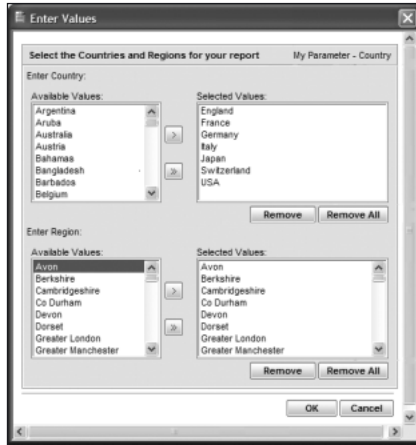 Enter Values
Select the Countries and Regions for your report My Parameter - Country
Enter Country:
Available Values:
Argentina
Aruba
Australia
Austria
Bahamas
Bangladesh
Barbados
Belgium
>
>>
Selected Values:
England
France
Germany
Italy
Japan
Switzerland
USA
Remove Remove All
Enter Region:
Available Values:
Avon
Berkshire
Cambridgeshire
Co Durham
Devon
Dorset
Greater London
Greater Manchester
>
>>
Selected Values:
Avon
Berkshire
Cambridgeshire
Co Durham
Devon
Dorset
Greater London
Greater Manchester
Remove Remove All
OK Cancel